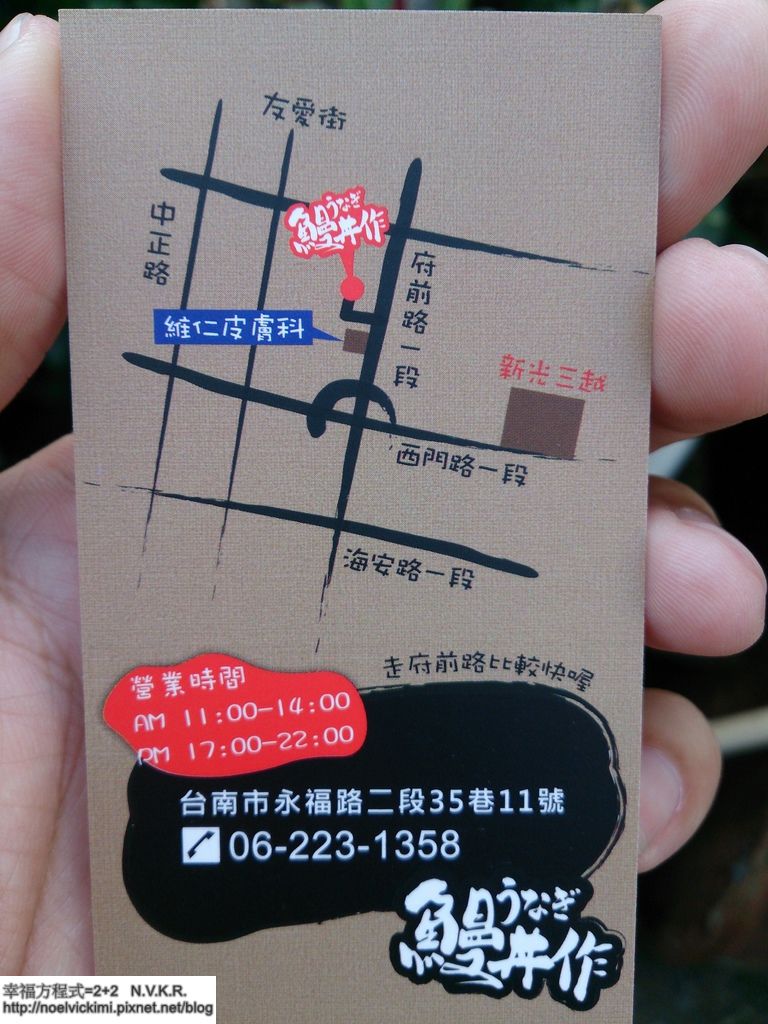 友愛街
中正路
うなぎ
鰻丼作
府前路一段
維仁皮膚科
新光三越
西門路一段
海安路一段
走府前路比較快喔
營業時間
AM 11:00-14:00
PM 17:00-22:00
台南市永福路二段35巷11號
06-223-1358
うなぎ
鰻丼作
幸福方程式=2+2 N.V.K.R.
http://noelvickimi.pixnet.net/blog